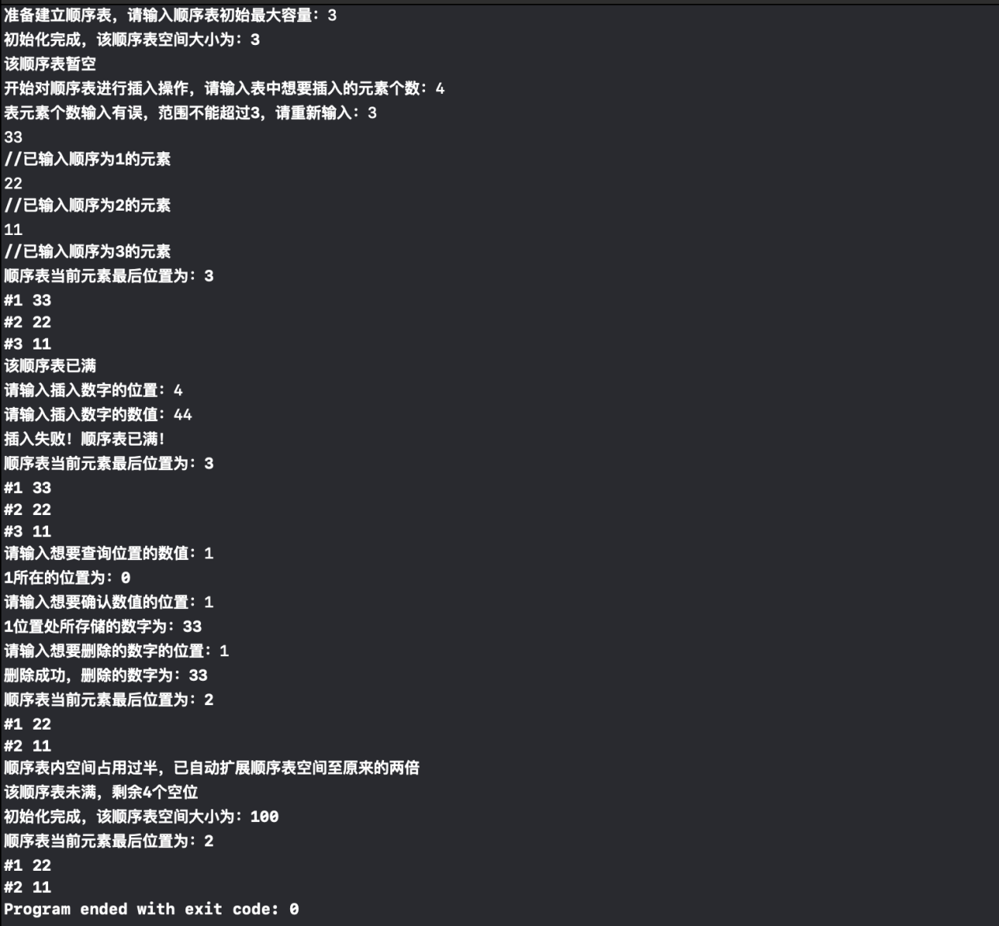 准备建立顺序表，请输入顺序表初始最大容量：3
初始化完成，该顺序表空间大小为：3
该顺序表暂空
开始对顺序表进行插入操作，请输入表中想要插入的元素个数：4
表元素个数输入有误，范围不能超过3，请重新输入：3
33
//已输入顺序为1的元素
22
//已输入顺序为2的元素
11
//已输入顺序为3的元素
顺序表当前元素最后位置为：3
#1 33
#2 22
#3 11
该顺序表已满
请输入插入数字的位置：4
请输入插入数字的数值：44
插入失败！顺序表已满！
顺序表当前元素最后位置为：3
#1 33
#2 22
#3 11
请输入想要查询位置的数值：1
1所在的位置为：0
请输入想要确认数值的位置：1
1位置处所存储的数字为：33
请输入想要删除的数字的位置：1
删除成功，删除的数字为：33
顺序表当前元素最后位置为：2
#1 22
#2 11
顺序表内空间占用过半，已自动扩展顺序表空间至原来的两倍
该顺序表未满，剩余4个空位
初始化完成，该顺序表空间大小为：100
顺序表当前元素最后位置为：2
#1 22
#2 11
Program ended with exit code: 0